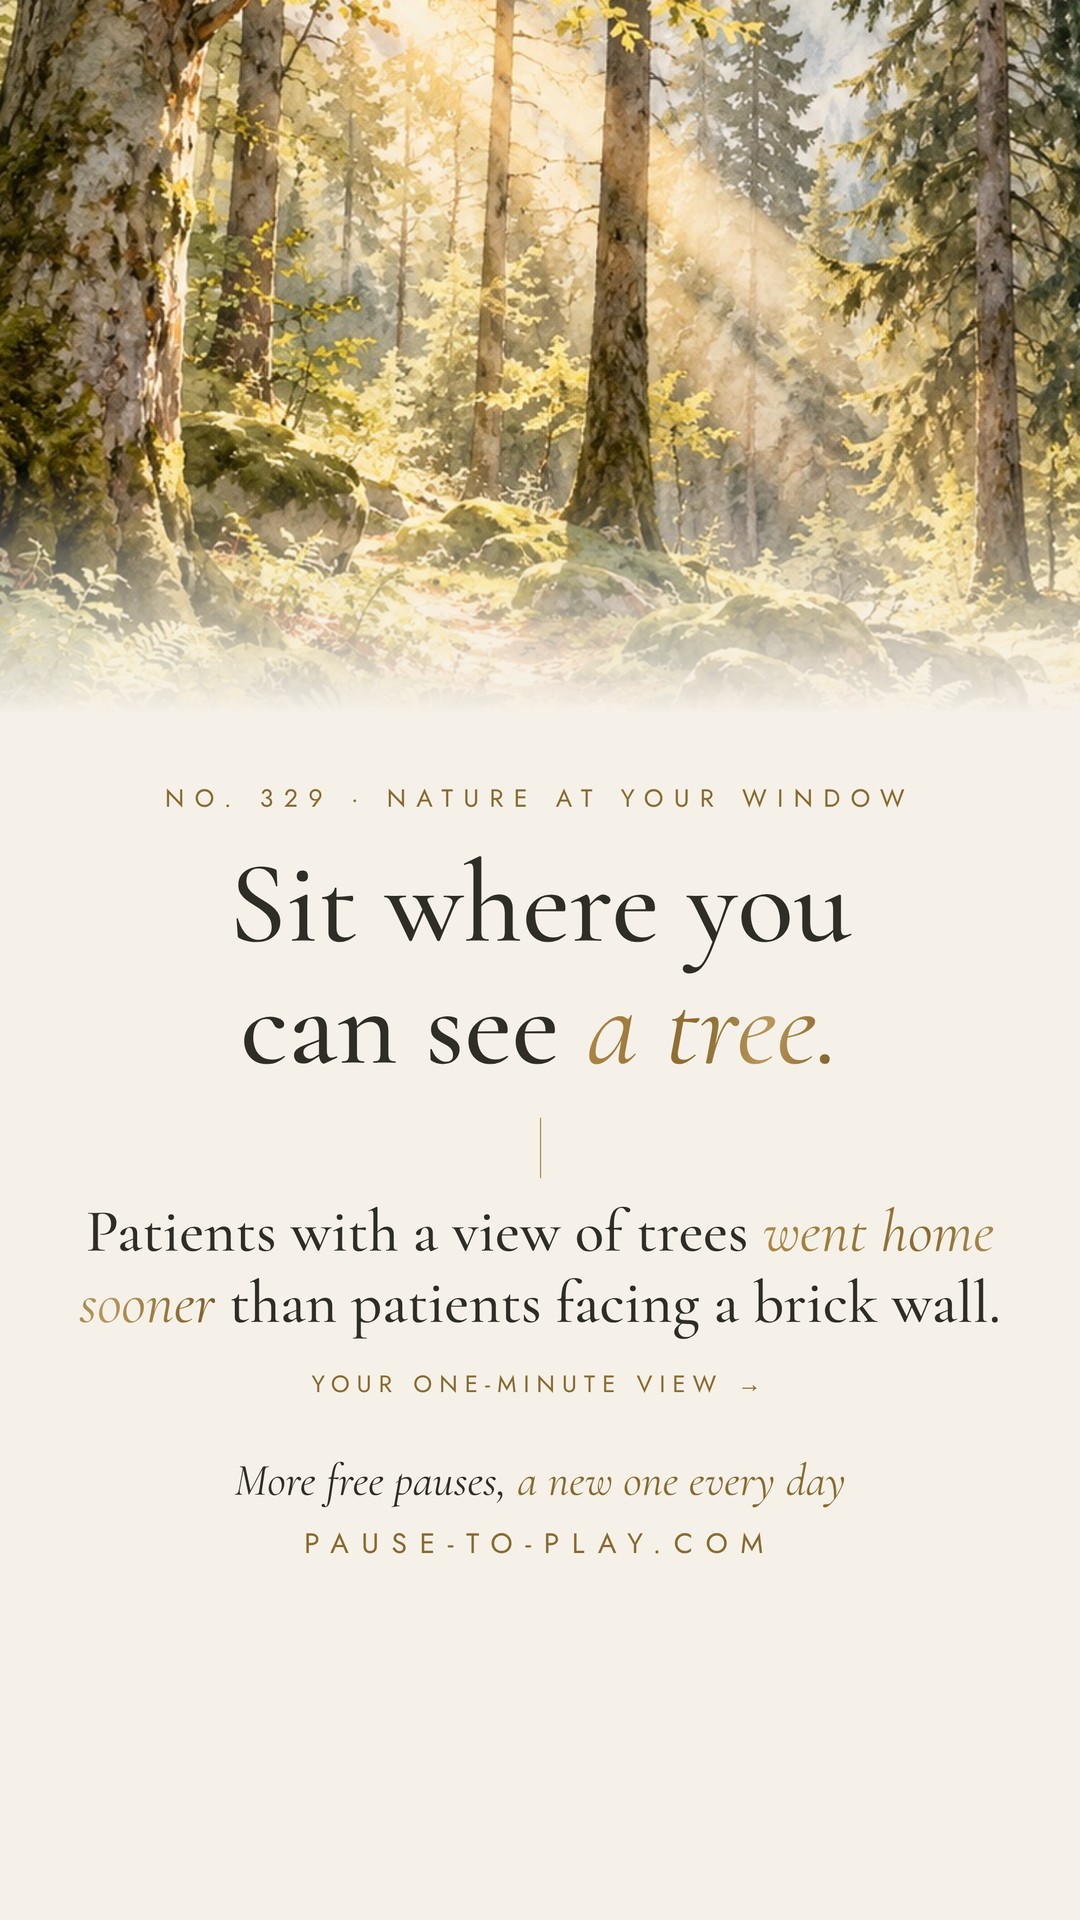 NO. 329 · NATURE AT YOUR WINDOW
Sit where you
can see a tree.
Patients with a view of trees went home
sooner than patients facing a brick wall.
YOUR ONE-MINUTE VIEW →
More free pauses, a new one every day
PAUSE-TO-PLAY.COM